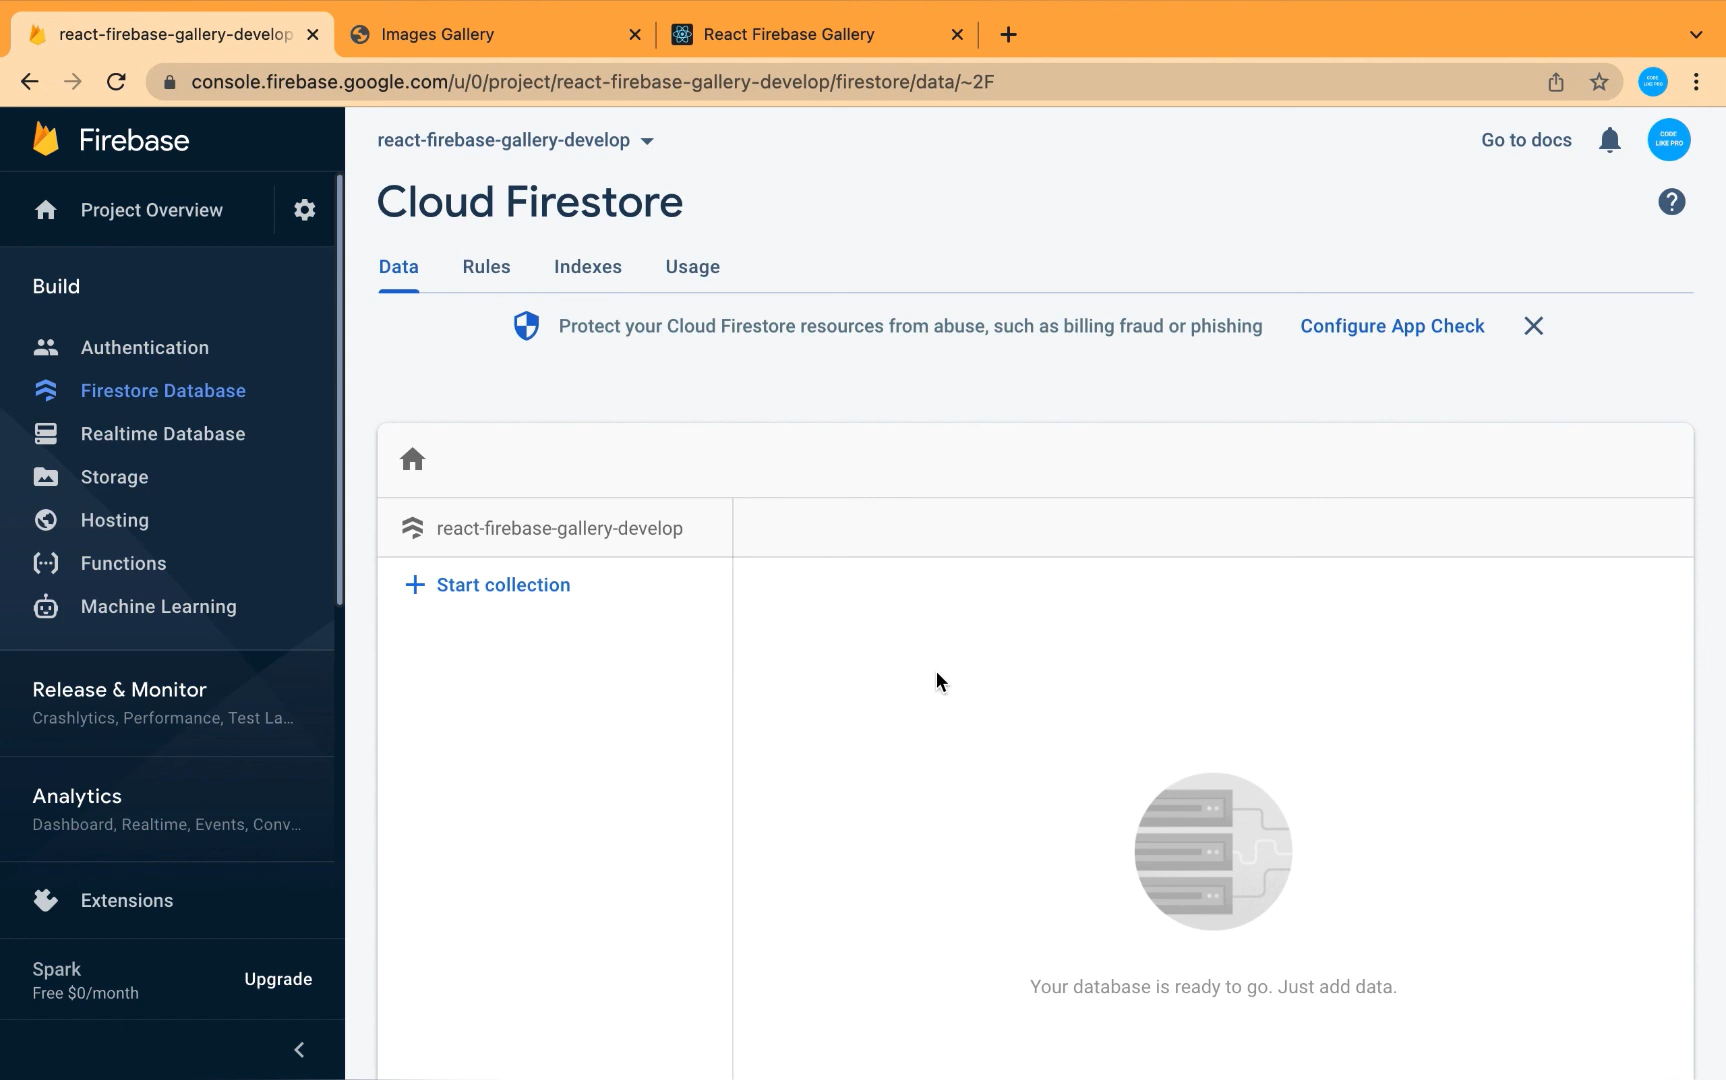 react-firebase-gallery-develop
Images Gallery
React Firebase Gallery
console.firebase.google.com/u/0/project/react-firebase-gallery-develop/firestore/data/~2F
Firebase
react-firebase-gallery-develop
Go to docs
CODE
LIKE PRO
Project Overview
Cloud Firestore
Data
Rules
Indexes
Usage
Build
Protect your Cloud Firestore resources from abuse, such as billing fraud or phishing
Configure App Check
Authentication
Firestore Database
Realtime Database
Storage
Hosting
Functions
Machine Learning
react-firebase-gallery-develop
Start collection
Release & Monitor
Crashlytics, Performance, Test La...
Analytics
Dashboard, Realtime, Events, Conv...
Extensions
Spark
Free $0/month
Upgrade
Your database is ready to go. Just add data.